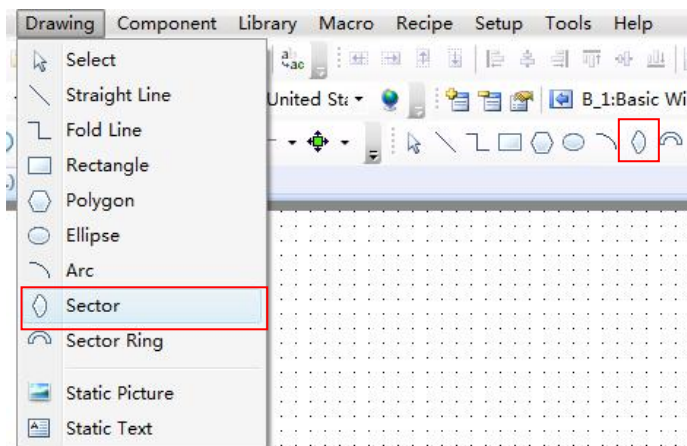 Drawing Component Library Macro Recipe Setup Tools Help
Select
Straight Line
United Sta
B_1:Basic Wi
Fold Line
Rectangle
Polygon
Ellipse
Arc
Sector
Sector Ring
Static Picture
Static Text